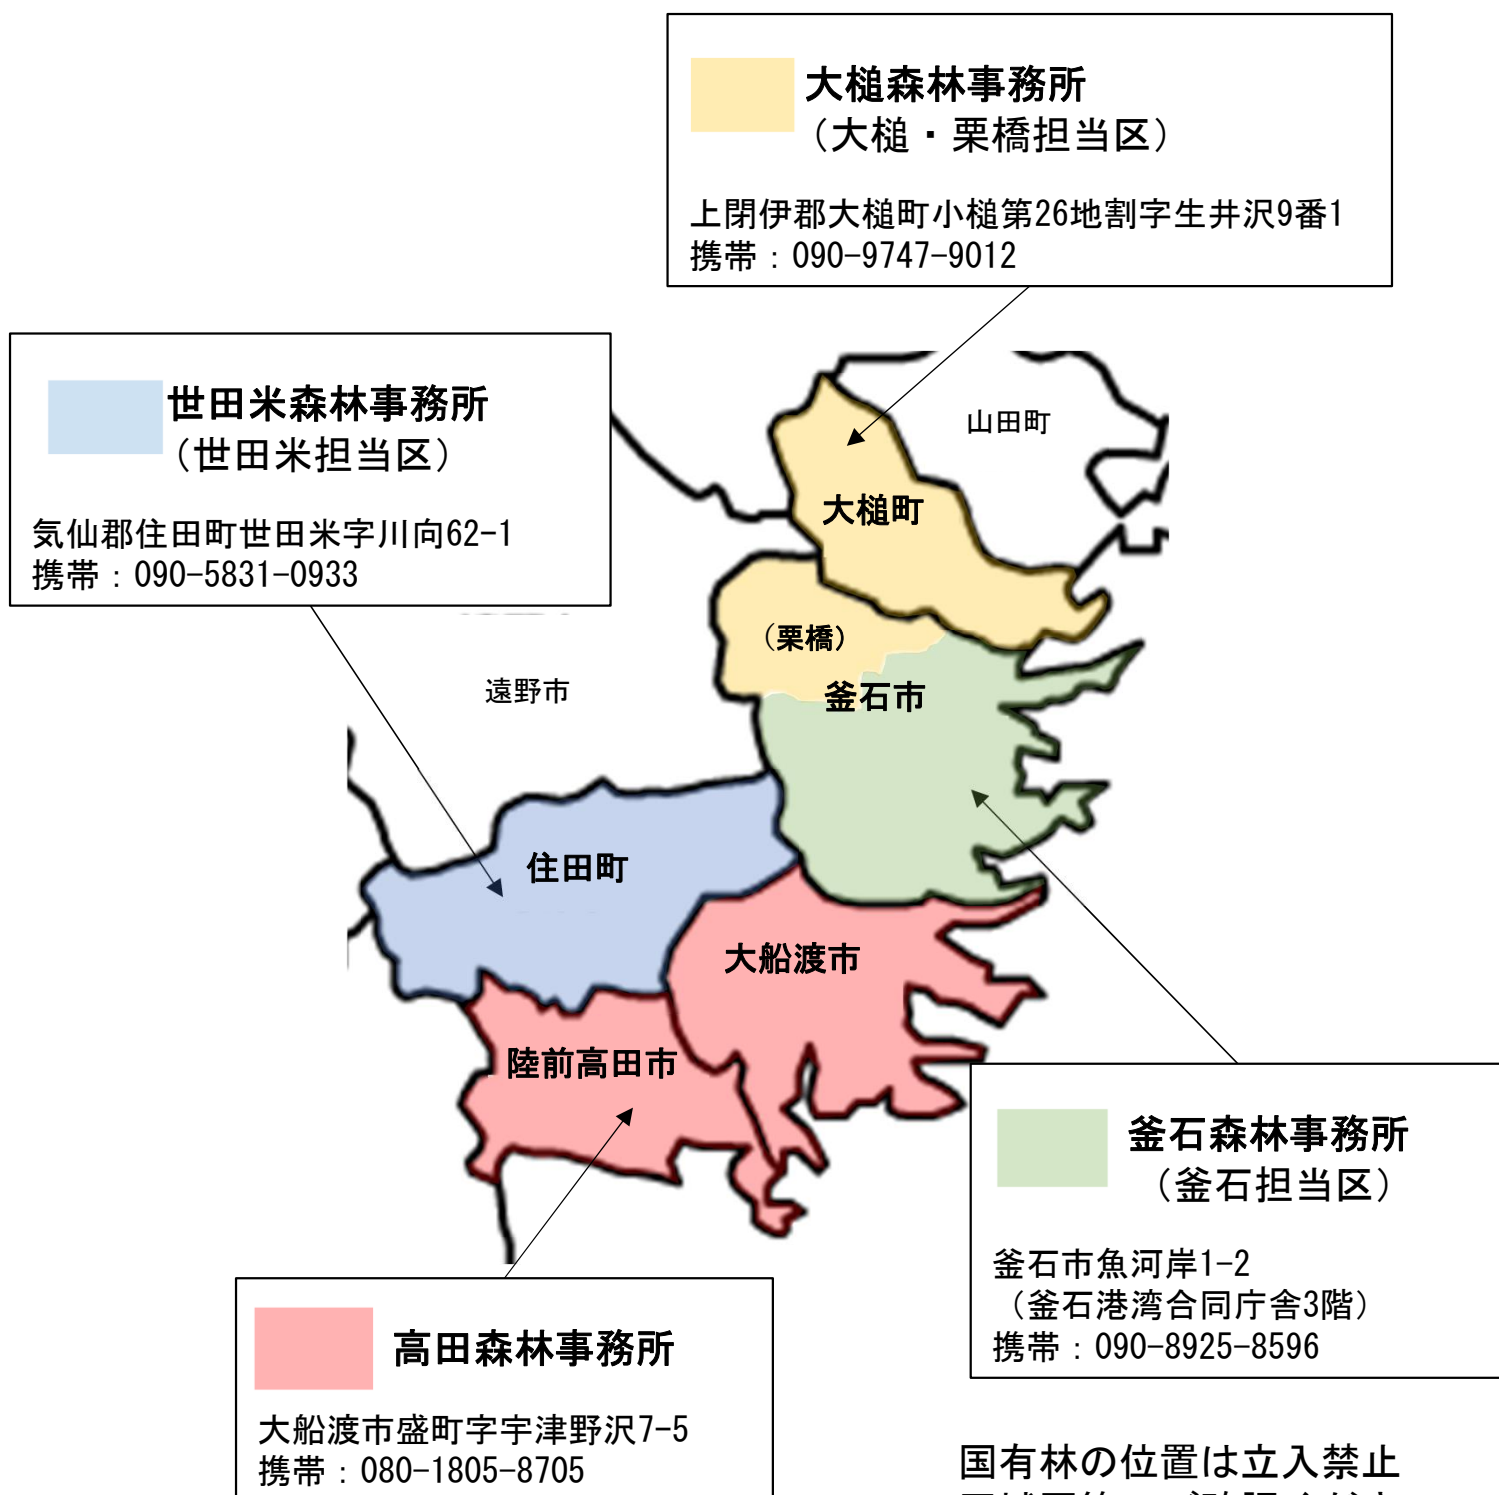 大槌森林事務所
（大槌・栗橋担当区）
上閉伊郡大槌町小槌第26地割字生井沢9番1
携帯：090-9747-9012
世田米森林事務所
（世田米担当区）
気仙郡住田町世田米字川向62-1
携帯：090-5831-0933
山田町
大槌町
（栗橋）
遠野市
釜石市
住田町
大船渡市
陸前高田市
釜石森林事務所
（釜石担当区）
釜石市魚河岸1-2
（釜石港湾合同庁舎3階）
携帯：090-8925-8596
高田森林事務所
大船渡市盛町字宇津野沢7-5
携帯：080-1805-8705
国有林の位置は立入禁止